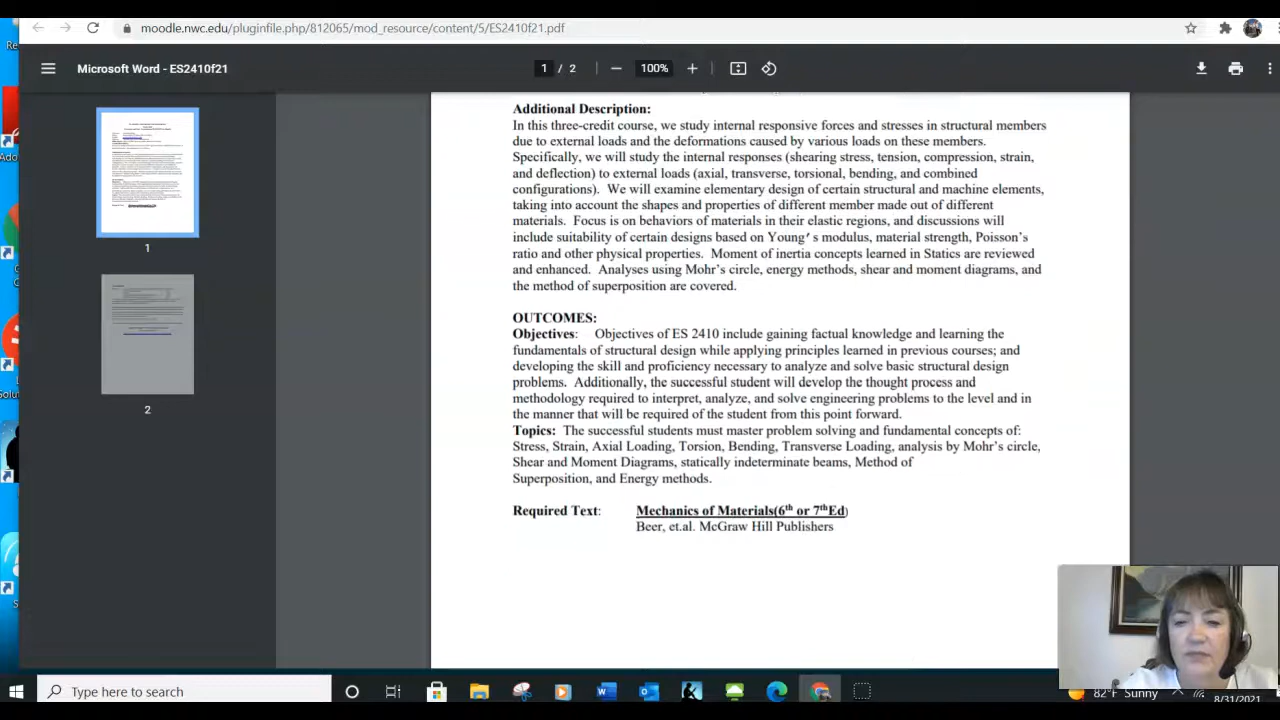 moodle.nwc.edu/pluginfile.php/812065/mod_resource/content/5/ES2410f21.pdf
Microsoft Word - ES2410f21
1 / 2
100%
Additional Description:
In this three-credit course, we study internal responsive forces and stresses in structural members
due to external loads and the deformations caused by various loads on these members.
Specifically, we will study the internal responses (shearing stress, tension, compression, strain,
and deflection) to external loads (axial, transverse, torsional, bending, and combined
configurations). We will examine elementary design of certain structural and machine elements,
taking into account the shapes and properties of different member made out of different
materials. Focus is on behaviors of materials in their elastic regions, and discussions will
include suitability of certain designs based on Young's modulus, material strength, Poisson's
ratio and other physical properties. Moment of inertia concepts learned in Statics are reviewed
and enhanced. Analyses using Mohr's circle, energy methods, shear and moment diagrams, and
the method of superposition are covered.
OUTCOMES:
Objectives: Objectives of ES 2410 include gaining factual knowledge and learning the
fundamentals of structural design while applying principles learned in previous courses; and
developing the skill and proficiency necessary to analyze and solve basic structural design
problems. Additionally, the successful student will develop the thought process and
methodology required to interpret, analyze, and solve engineering problems to the level and in
the manner that will be required of the student from this point forward.
Topics: The successful students must master problem solving and fundamental concepts of:
Stress, Strain, Axial Loading, Torsion, Bending, Transverse Loading, analysis by Mohr's circle,
Shear and Moment Diagrams, statically indeterminate beams, Method of
Superposition, and Energy methods.
Required Text: Mechanics of Materials(6th or 7thEd)
Beer, et.al. McGraw Hill Publishers
1
2
Type here to search
82°F Sunny
8/31/2021